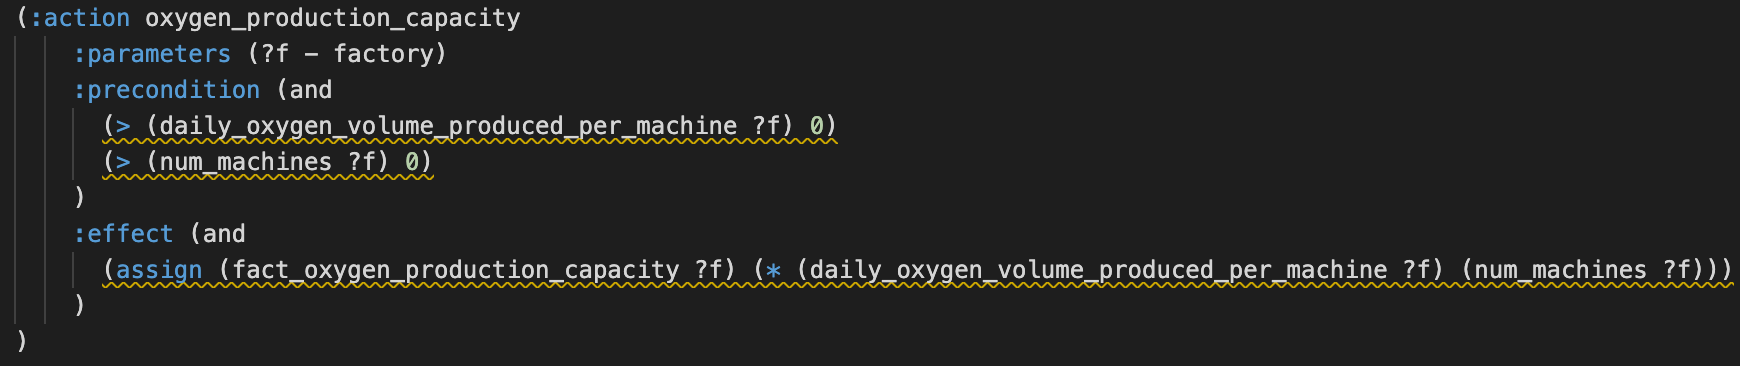 (:action oxygen_production_capacity
:parameters (?f - factory)
:precondition (and
(> (daily_oxygen_volume_produced_per_machine ?f) 0)
(> (num_machines ?f) 0)
)
:effect (and
(assign (fact_oxygen_production_capacity ?f) (* (daily_oxygen_volume_produced_per_machine ?f) (num_machines ?f)))
)
)